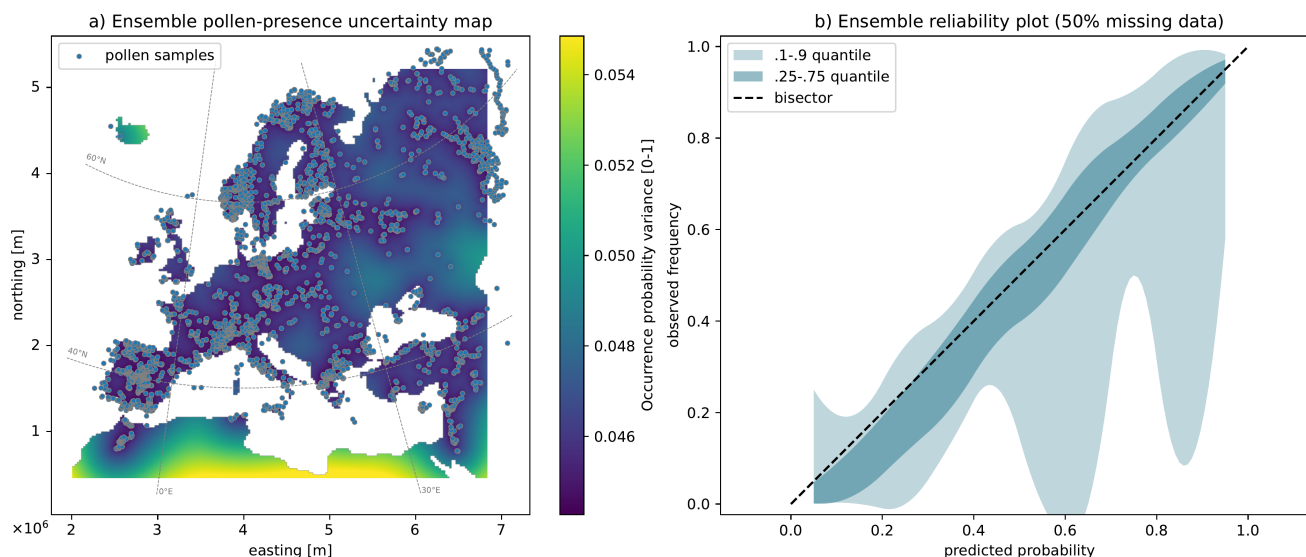 a) Ensemble pollen-presence uncertainty map
pollen samples
60°N
40°N
0°E
30°E
5
4
3
2
1
northing [m]
×10⁶
2
3
4
5
6
7
easting [m]
0.054
0.052
0.050
0.048
0.046
Occurrence probability variance [0-1]
b) Ensemble reliability plot (50% missing data)
.1-.9 quantile
.25-.75 quantile
bisector
1.0
0.8
0.6
0.4
0.2
0.0
observed frequency
0.0
0.2
0.4
0.6
0.8
1.0
predicted probability